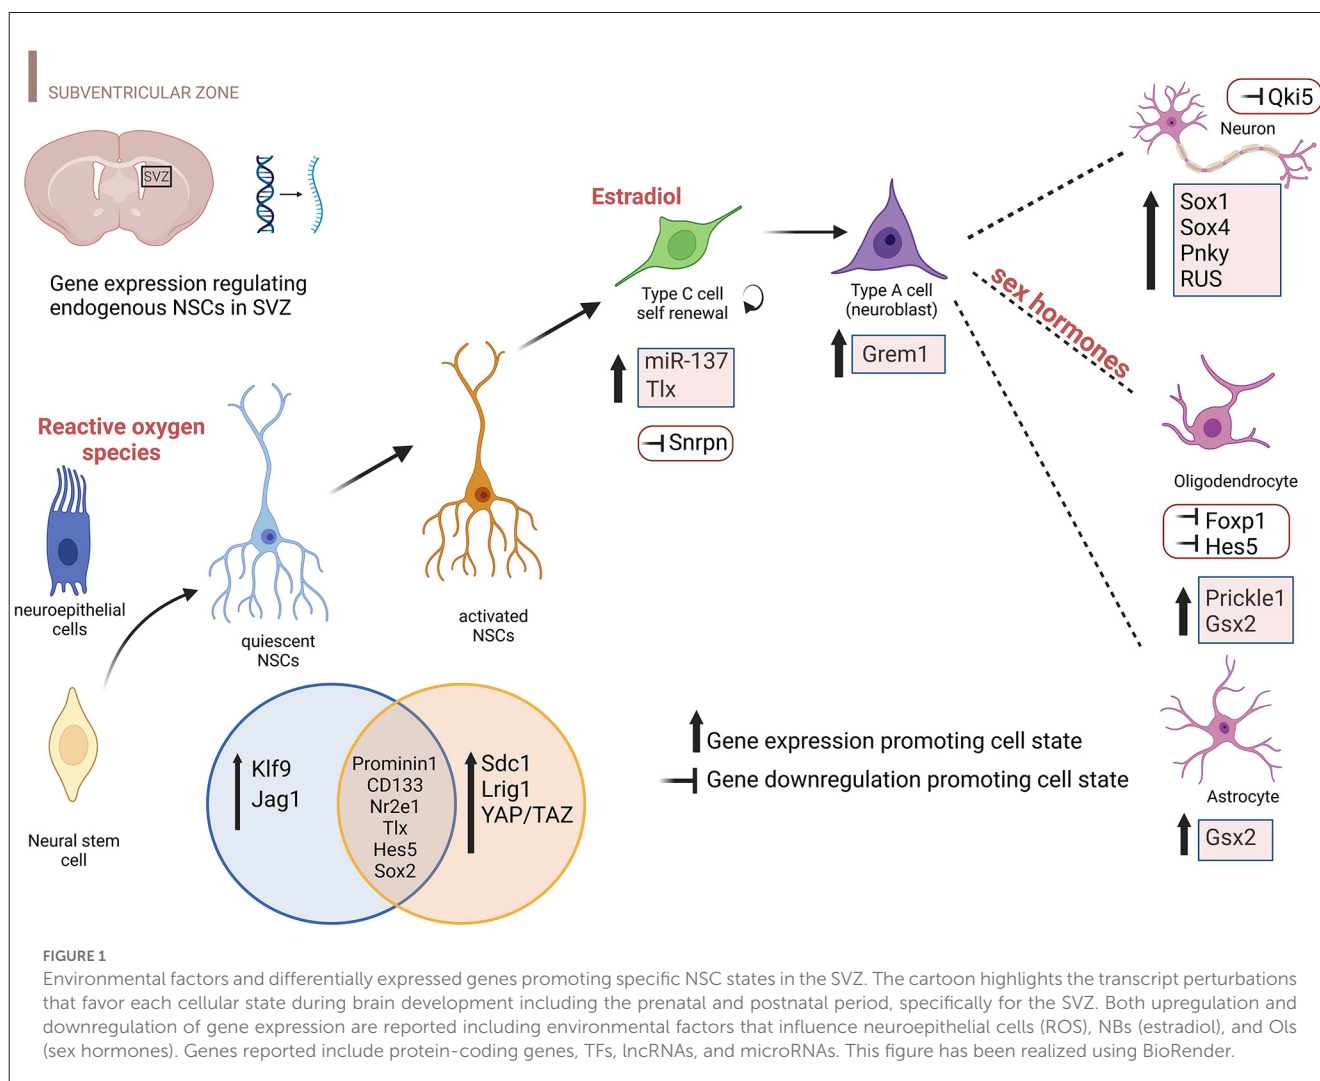 SUBVENTRICULAR ZONE
SVZ
Gene expression regulating
endogenous NSCs in SVZ
Reactive oxygen
species
neuroepithelial
cells
Neural stem
cell
quiescent
NSCs
activated
NSCs
Estradiol
Type C cell
self renewal
miR-137
Tlx
Snrpn
Type A cell
(neuroblast)
Grem1
sex hormones
Qki5
Neuron
Sox1
Sox4
Pnky
RUS
Oligodendrocyte
Foxp1
Hes5
Prickle1
Gsx2
Astrocyte
Gsx2
Klf9
Jag1
Prominin1
CD133
Nr2e1
Tlx
Hes5
Sox2
Sdc1
Lrig1
YAP/TAZ
Gene expression promoting cell state
Gene downregulation promoting cell state
FIGURE 1
Environmental factors and differentially expressed genes promoting specific NSC states in the SVZ. The cartoon highlights the transcript perturbations
that favor each cellular state during brain development including the prenatal and postnatal period, specifically for the SVZ. Both upregulation and
downregulation of gene expression are reported including environmental factors that influence neuroepithelial cells (ROS), NBs (estradiol), and Ols
(sex hormones). Genes reported include protein-coding genes, TFs, lncRNAs, and microRNAs. This figure has been realized using BioRender.